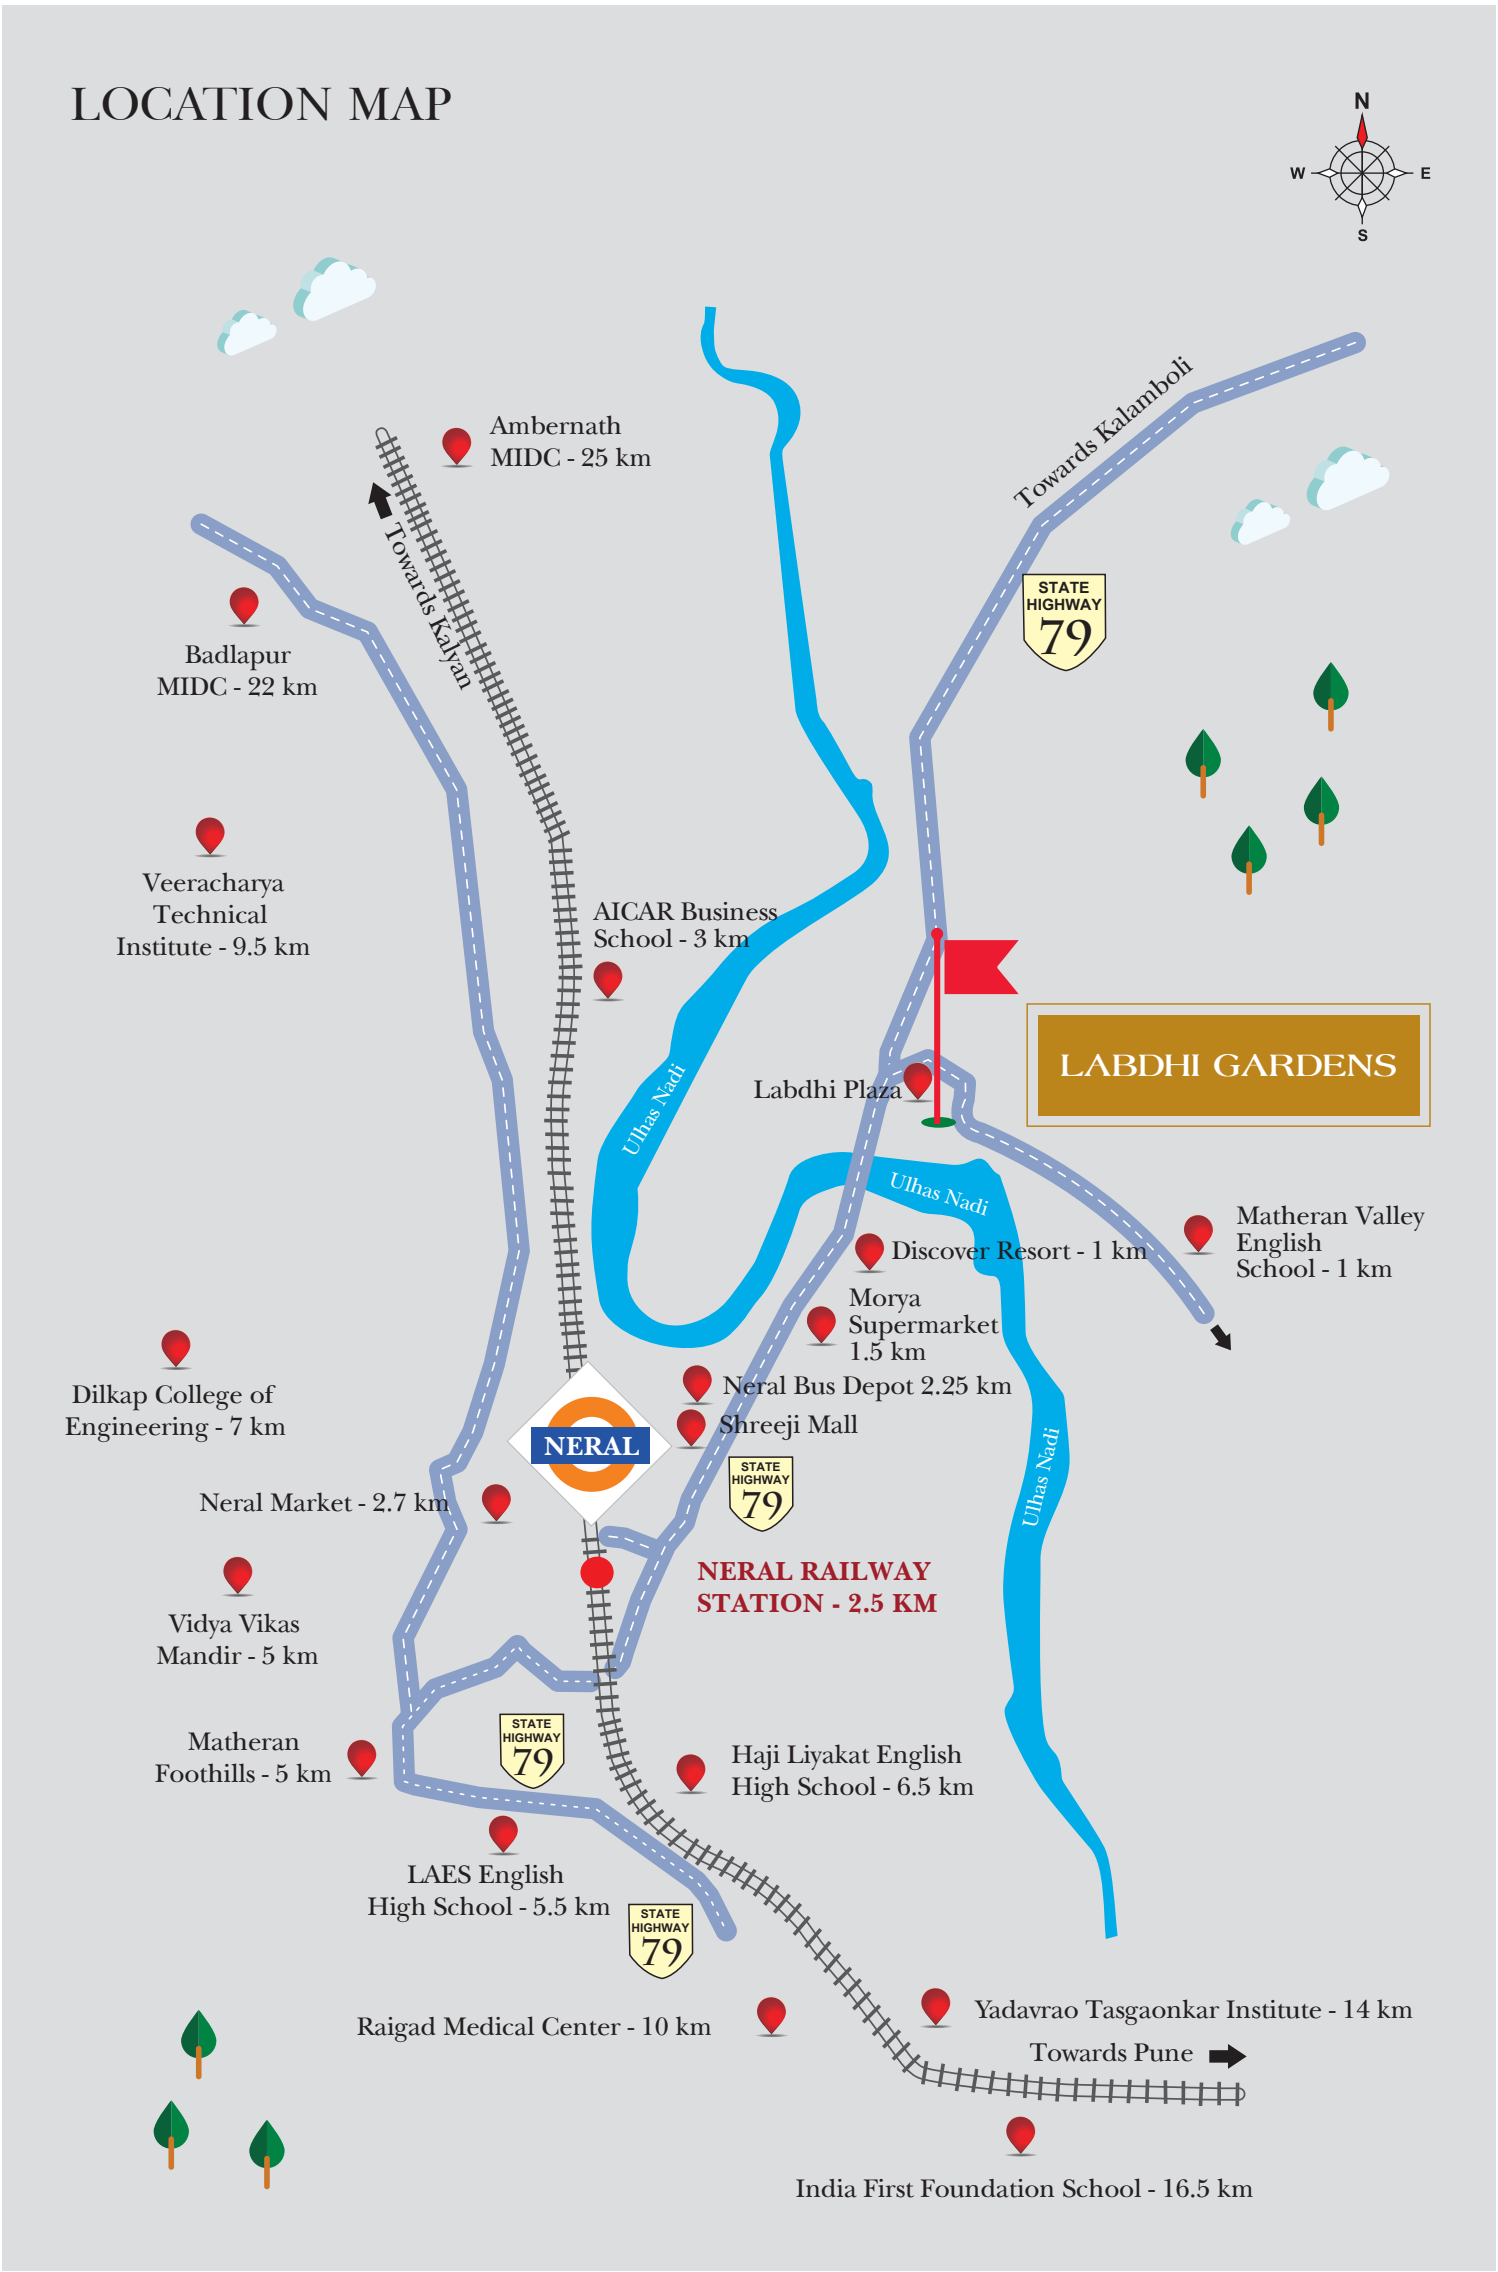 LOCATION MAP
N
W
E
S
Towards Kalamboli
Ambernath
MIDC - 25 km
Towards Kalyan
STATE
HIGHWAY
79
Badlapur
MIDC - 22 km
Veeracharya
Technical
Institute - 9.5 km
AICAR Business
School - 3 km
Ulhas Nadi
Labdhi Plaza
LABDHI GARDENS
Ulhas Nadi
Matheran Valley
English
School - 1 km
Discover Resort - 1 km
Morya
Supermarket
1.5 km
Dilkap College of
Engineering - 7 km
Neral Bus Depot 2.25 km
Shreeji Mall
NERAL
STATE
HIGHWAY
79
Ulhas Nadi
Neral Market - 2.7 km
NERAL RAILWAY
STATION - 2.5 KM
Vidya Vikas
Mandir - 5 km
Matheran
Foothills - 5 km
STATE
HIGHWAY
79
Haji Liyakat English
High School - 6.5 km
LAES English
High School - 5.5 km
STATE
HIGHWAY
79
Raigad Medical Center - 10 km
Yadavrao Tasgaonkar Institute - 14 km
Towards Pune
India First Foundation School - 16.5 km